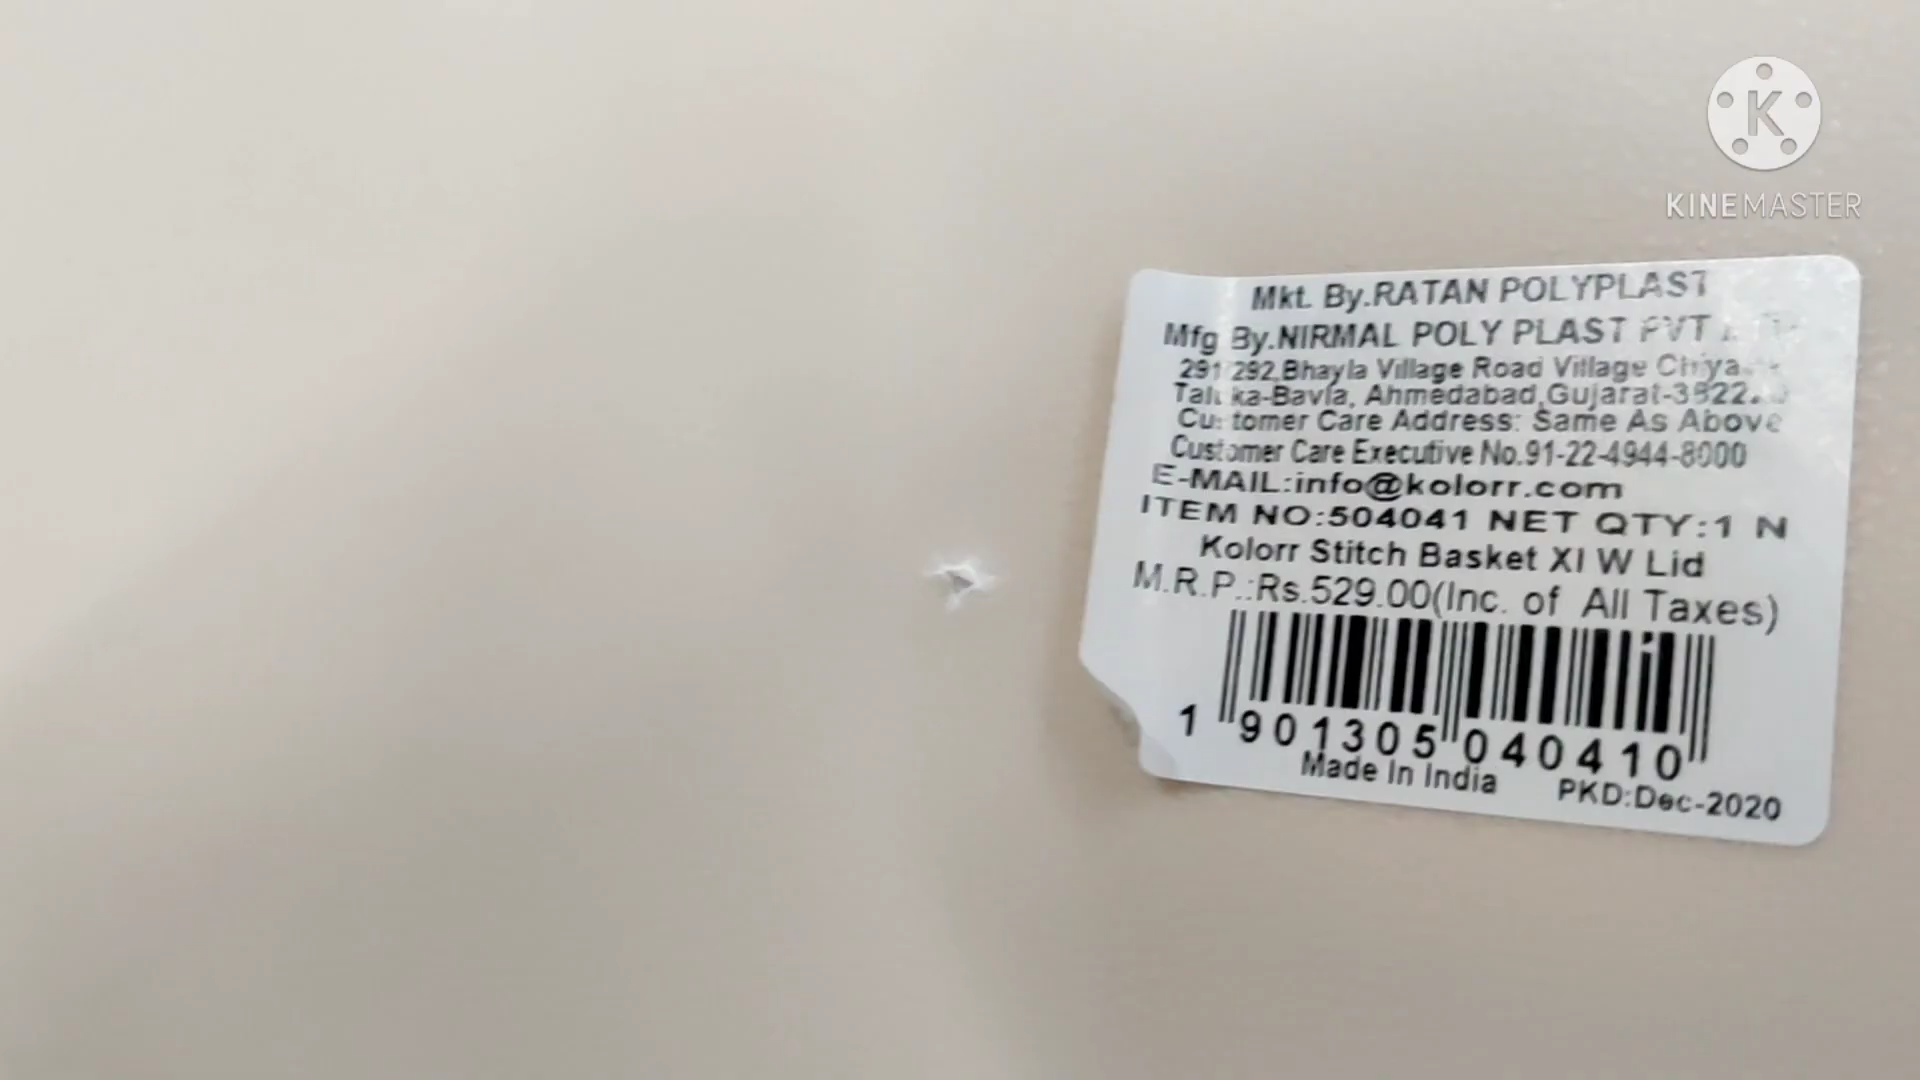 K
KINEMASTER
Mkt. By.RATAN POLYPLAST
Mfg By.NIRMAL POLY PLAST PVT
291/292,Bhayla Village Road Village
Taluka-Bavla, Ahmedabad,Gujarat-
Customer Care Address: Same As Above
Customer Care Executive No.91-22-4944-8000
E-MAIL:info@kolorr.com
ITEM NO:504041 NET QTY:1 N
Kolorr Stitch Basket Xl W Lid
M.R.P.:Rs.529.00(Inc. of All Taxes)
1 901305 040410
Made In India PKD:Dec-2020